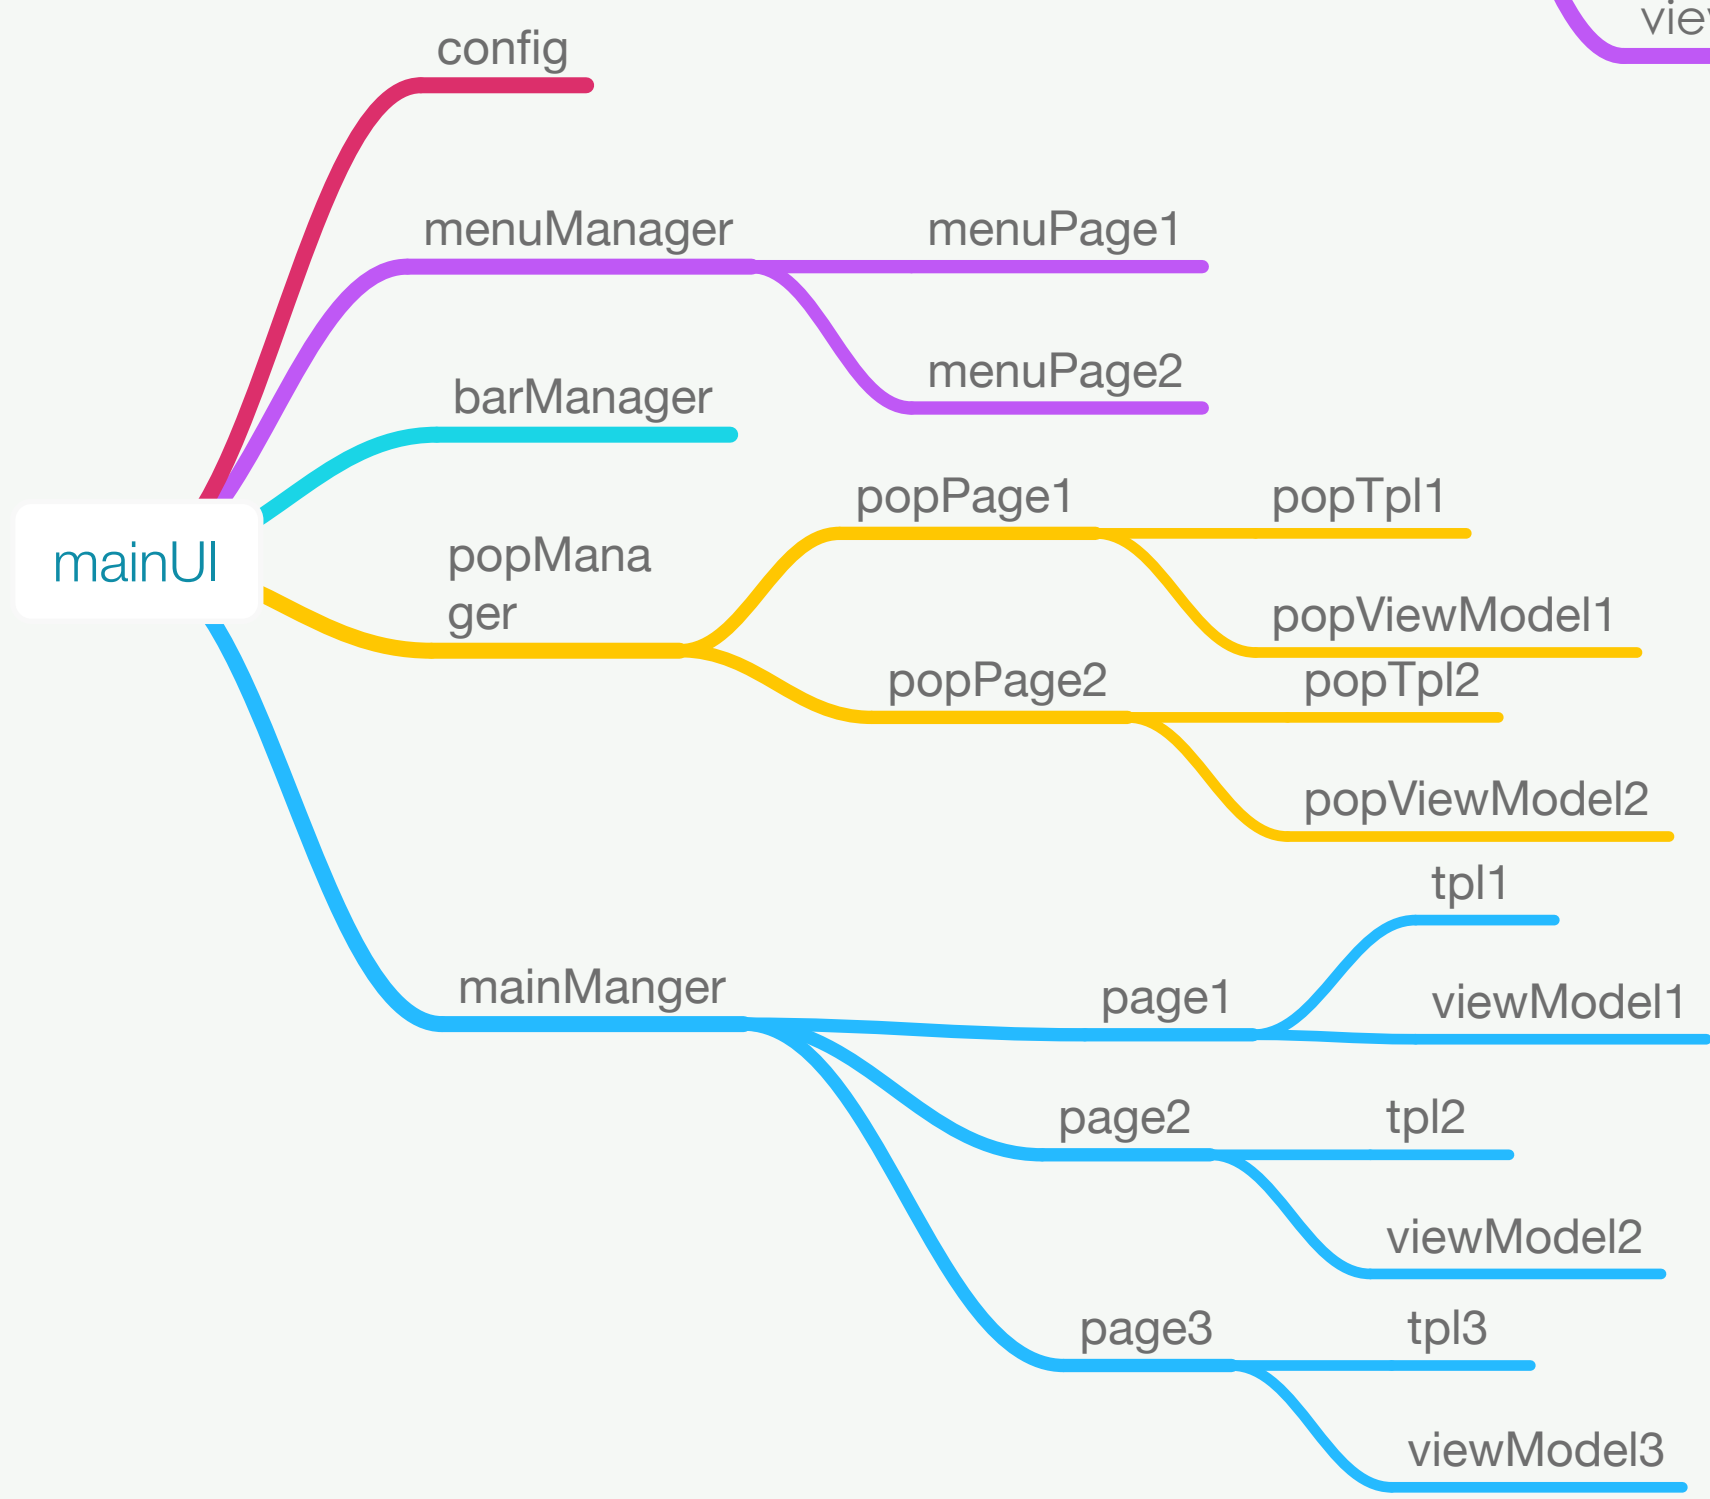 config
menuManager
menuPage1
menuPage2
barManager
mainUI
popMana
ger
popPage1
popTpl1
popViewModel1
popPage2
popTpl2
popViewModel2
mainManger
page1
tpl1
viewModel1
page2
tpl2
viewModel2
page3
tpl3
viewModel3